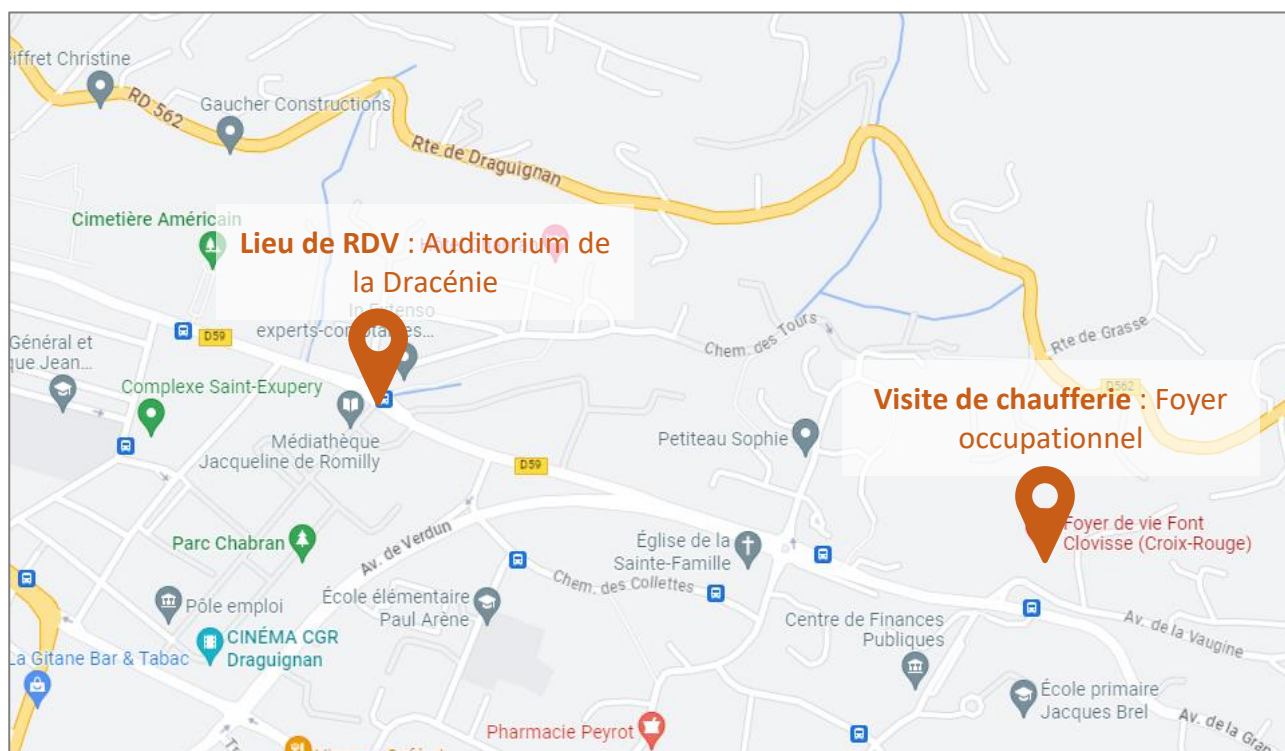 eiffret Christine
RD 562
Gaucher Constructions
Rte de Draguignan
Cimetière Américain
Lieu de RDV : Auditorium de
la Dracénie
In Extenso
experts-comptables...
D59
Général et
que Jean...
Complexe Saint-Exupery
Médiathèque
Jacqueline de Romilly
Chem. des Tours
Rte de Grasse
D562
Visite de chaufferie : Foyer
occupationnel
Petiteau Sophie
D59
Foyer de vie Font
Clovisse (Croix-Rouge)
Parc Chabran
Av. de Verdun
Église de la
Sainte-Famille
Chem. des Collettes
Pôle emploi
École élémentaire
Paul Arène
Centre de Finances
Publiques
Av. de la Vaugine
CINÉMA CGR
Draguignan
La Gitane Bar & Tabac
École primaire
Jacques Brel
Av. de la Gra
Pharmacie Peyrot